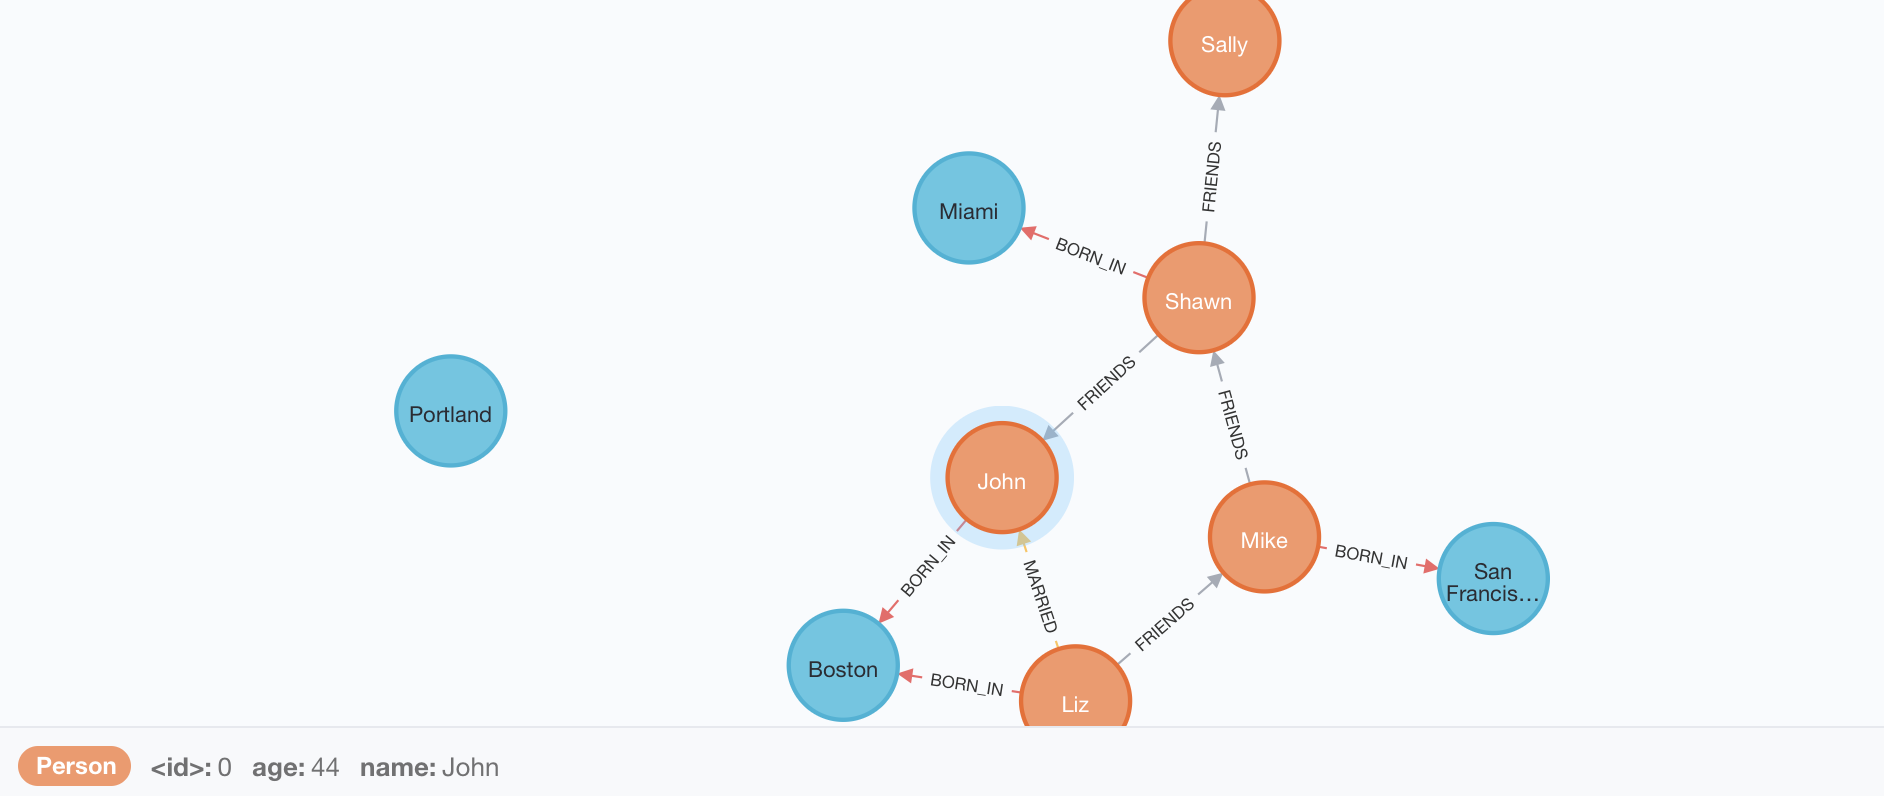 Sally
FRIENDS
Miami
BORN_IN
Shawn
FRIENDS
FRIENDS
Portland
John
Mike
BORN_IN
San
Francis...
BORN_IN
MARRIED
FRIENDS
Boston
BORN_IN
Liz
Person <id>: 0 age: 44 name: John